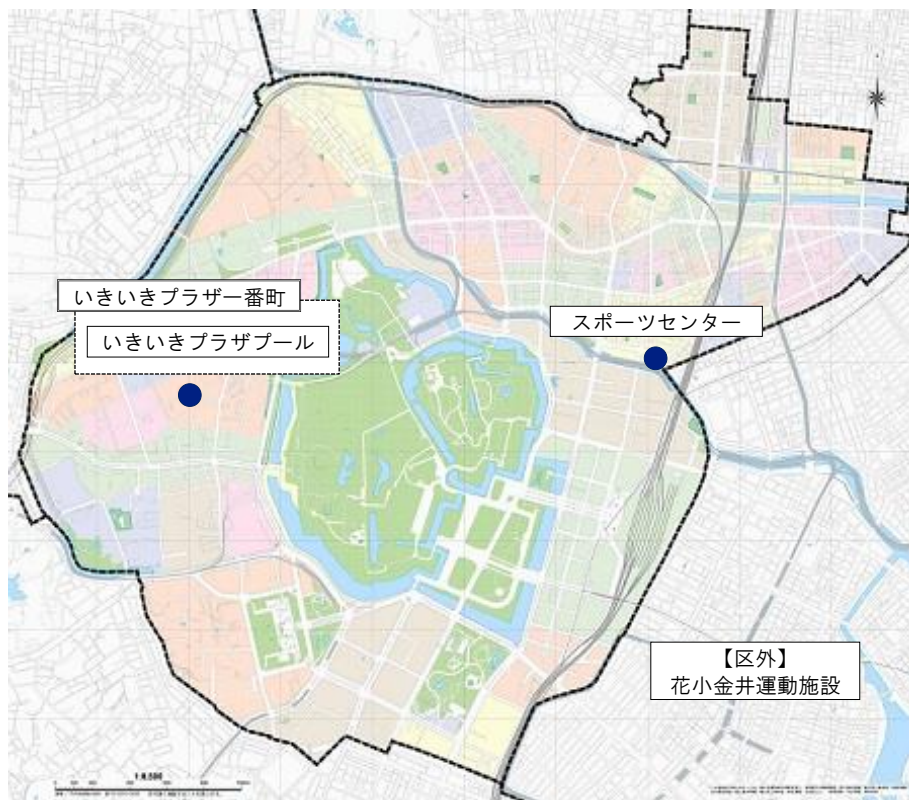 いきいきプラザ一番町
いきいきプラザプール
スポーツセンター
【区外】
花小金井運動施設